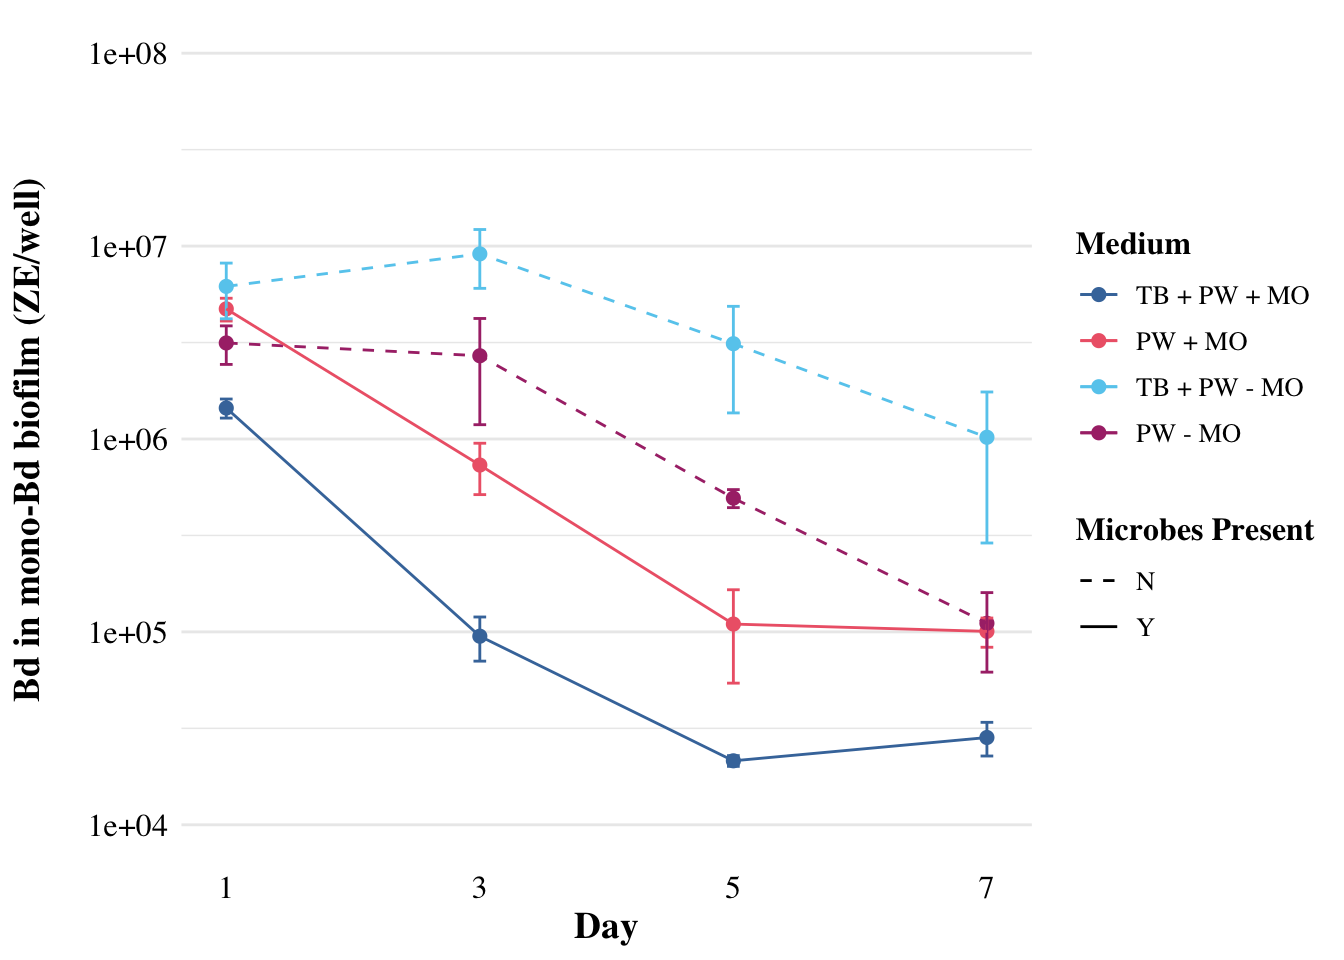 Bd in mono-Bd biofilm (ZE/well)
1e+08
1e+07
1e+06
1e+05
1e+04
1
3
5
7
Day
Medium
TB + PW + MO
PW + MO
TB + PW - MO
PW - MO
Microbes Present
N
Y